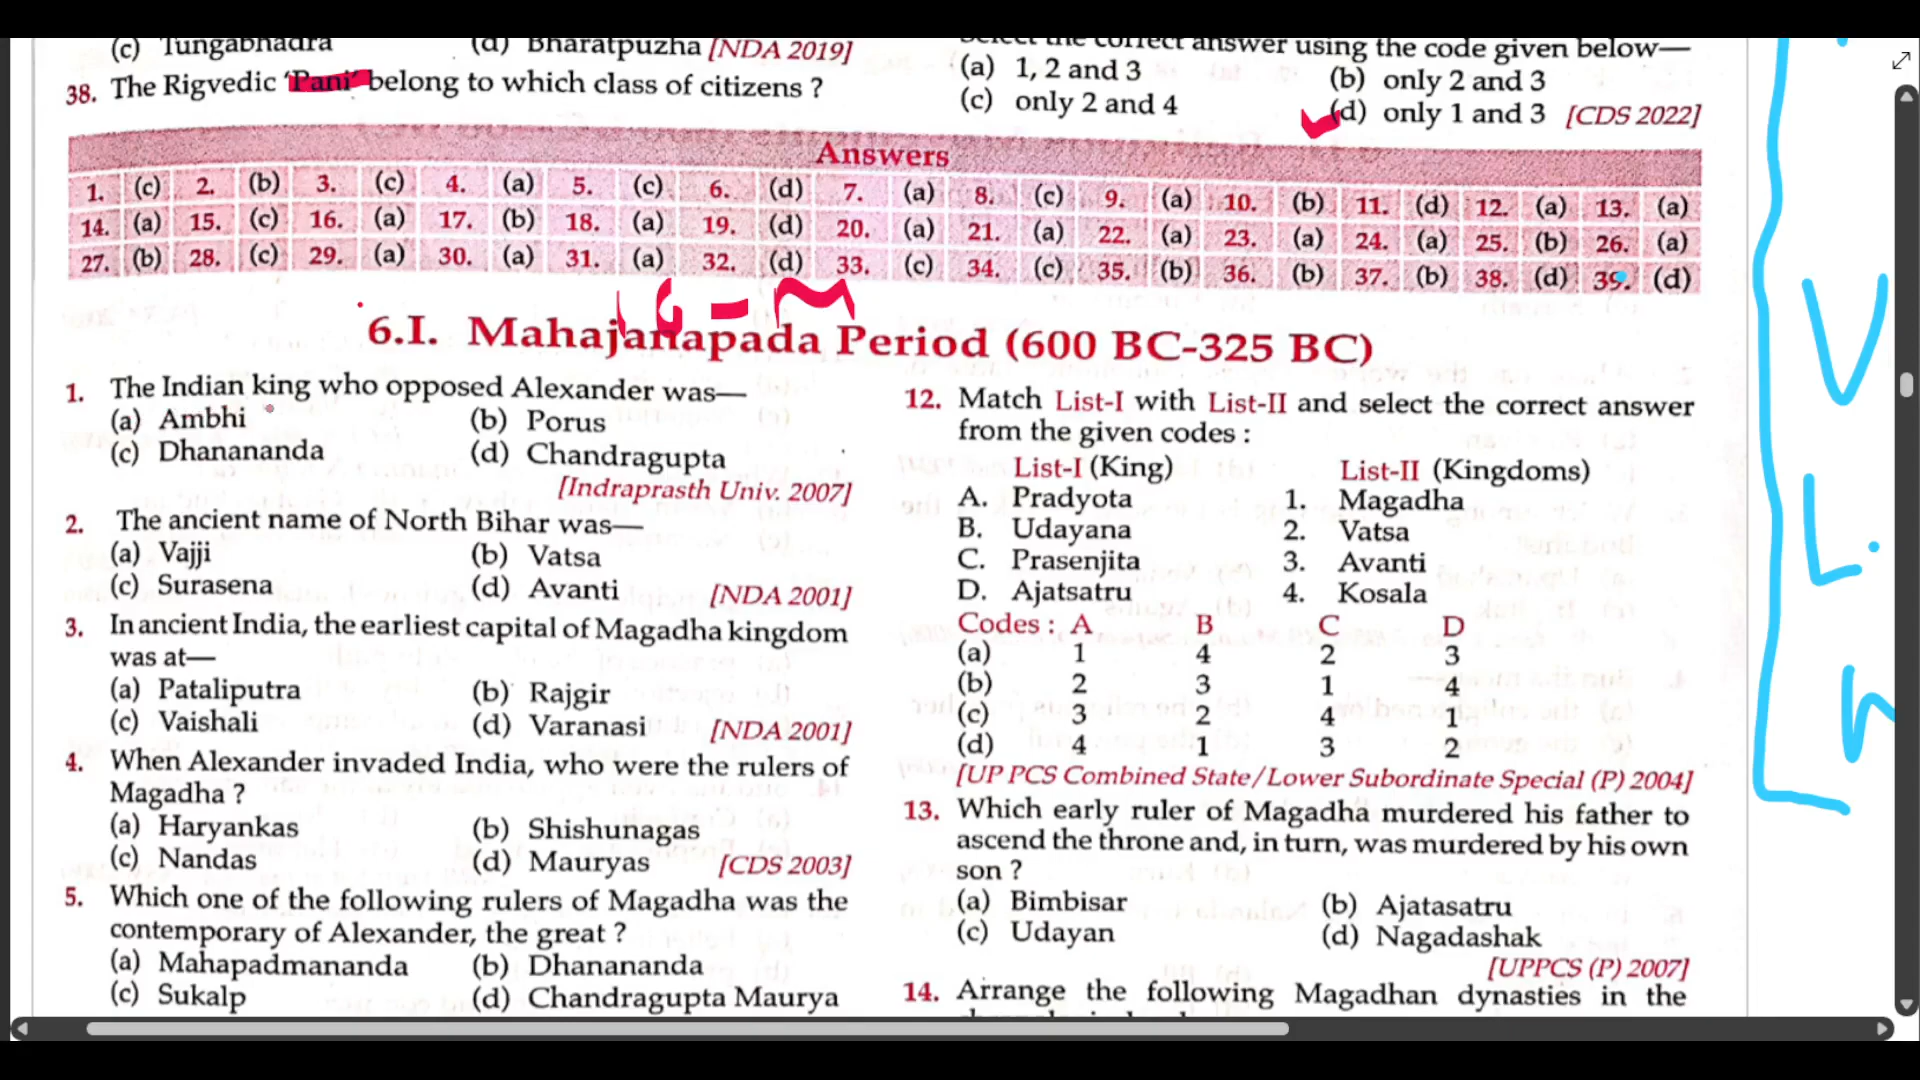 (c) Tungabhadra (d) Bharatpuzha [NDA 2019]
38. The Rigvedic 'Pani' belong to which class of citizens ?
Select the correct answer using the code given below—
(a) 1, 2 and 3 (b) only 2 and 3
(c) only 2 and 4 (d) only 1 and 3 [CDS 2022]
Answers
1. (c) 2. (b) 3. (c) 4. (a) 5. (c) 6. (d) 7. (a) 8. (c) 9. (a) 10. (b) 11. (d) 12. (a) 13. (a)
14. (a) 15. (c) 16. (a) 17. (b) 18. (a) 19. (d) 20. (a) 21. (a) 22. (a) 23. (a) 24. (a) 25. (b) 26. (a)
27. (b) 28. (c) 29. (a) 30. (a) 31. (a) 32. (d) 33. (c) 34. (c) 35. (b) 36. (b) 37. (b) 38. (d) 39. (d)
6.I. Mahajanapada Period (600 BC-325 BC)
1. The Indian king who opposed Alexander was—
(a) Ambhi (b) Porus
(c) Dhanananda (d) Chandragupta
[Indraprasth Univ. 2007]
2. The ancient name of North Bihar was—
(a) Vajji (b) Vatsa
(c) Surasena (d) Avanti [NDA 2001]
3. In ancient India, the earliest capital of Magadha kingdom
was at—
(a) Pataliputra (b) Rajgir
(c) Vaishali (d) Varanasi [NDA 2001]
4. When Alexander invaded India, who were the rulers of
Magadha ?
(a) Haryankas (b) Shishunagas
(c) Nandas (d) Mauryas [CDS 2003]
5. Which one of the following rulers of Magadha was the
contemporary of Alexander, the great ?
(a) Mahapadmananda (b) Dhanananda
(c) Sukalp (d) Chandragupta Maurya
12. Match List-I with List-II and select the correct answer
from the given codes :
List-I (King) List-II (Kingdoms)
A. Pradyota 1. Magadha
B. Udayana 2. Vatsa
C. Prasenjita 3. Avanti
D. Ajatsatru 4. Kosala
Codes : A B C D
(a) 1 4 2 3
(b) 2 3 1 4
(c) 3 2 4 1
(d) 4 1 3 2
[UP PCS Combined State/Lower Subordinate Special (P) 2004]
13. Which early ruler of Magadha murdered his father to
ascend the throne and, in turn, was murdered by his own
son ?
(a) Bimbisar (b) Ajatasatru
(c) Udayan (d) Nagadashak
[UPPCS (P) 2007]
14. Arrange the following Magadhan dynasties in the